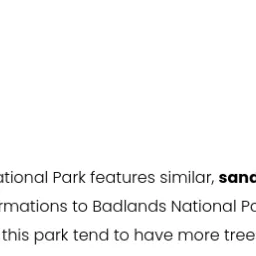 ational Park features similar, sand
rmations to Badlands National Pa
this park tend to have more tree